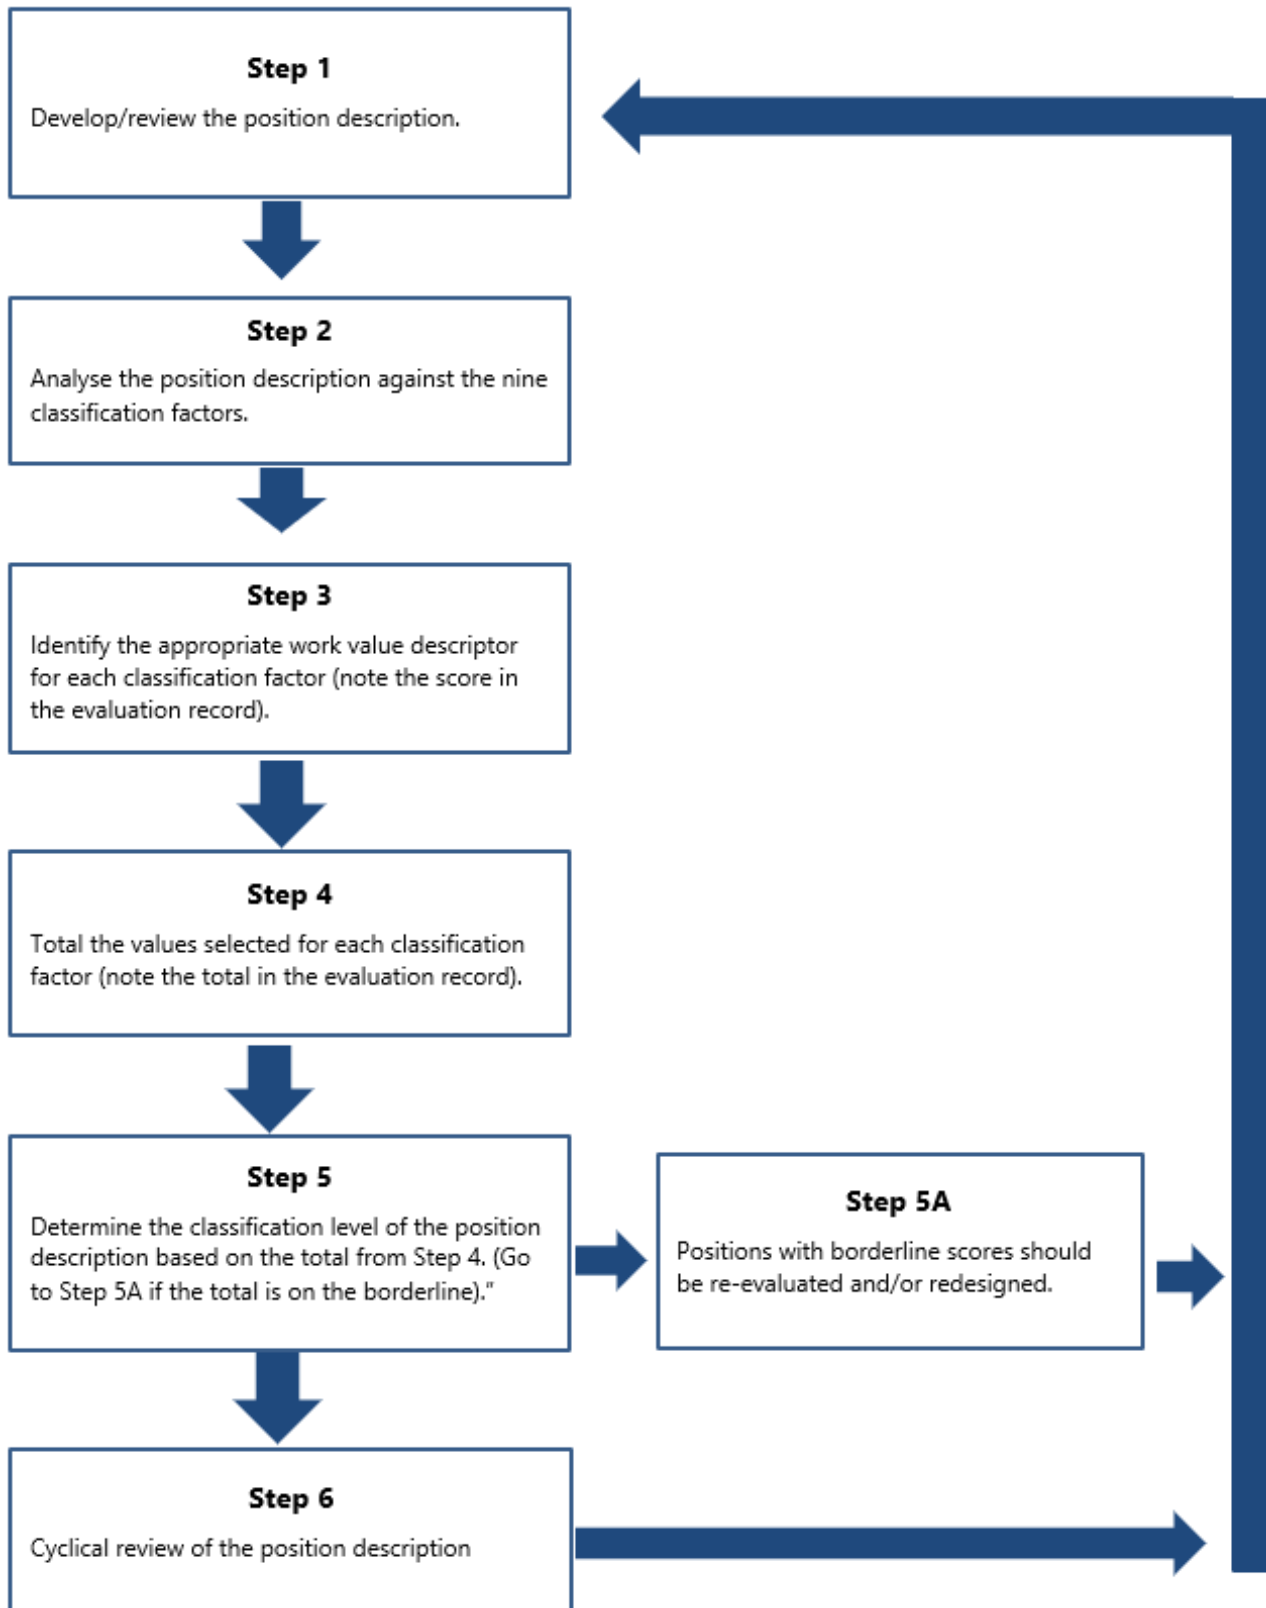 Step 1
Develop/review the position description.
Step 2
Analyse the position description against the nine
classification factors.
Step 3
Identify the appropriate work value descriptor
for each classification factor (note the score in
the evaluation record).
Step 4
Total the values selected for each classification
factor (note the total in the evaluation record).
Step 5
Determine the classification level of the position
description based on the total from Step 4. (Go
to Step 5A if the total is on the borderline).”
Step 5A
Positions with borderline scores should
be re-evaluated and/or redesigned.
Step 6
Cyclical review of the position description